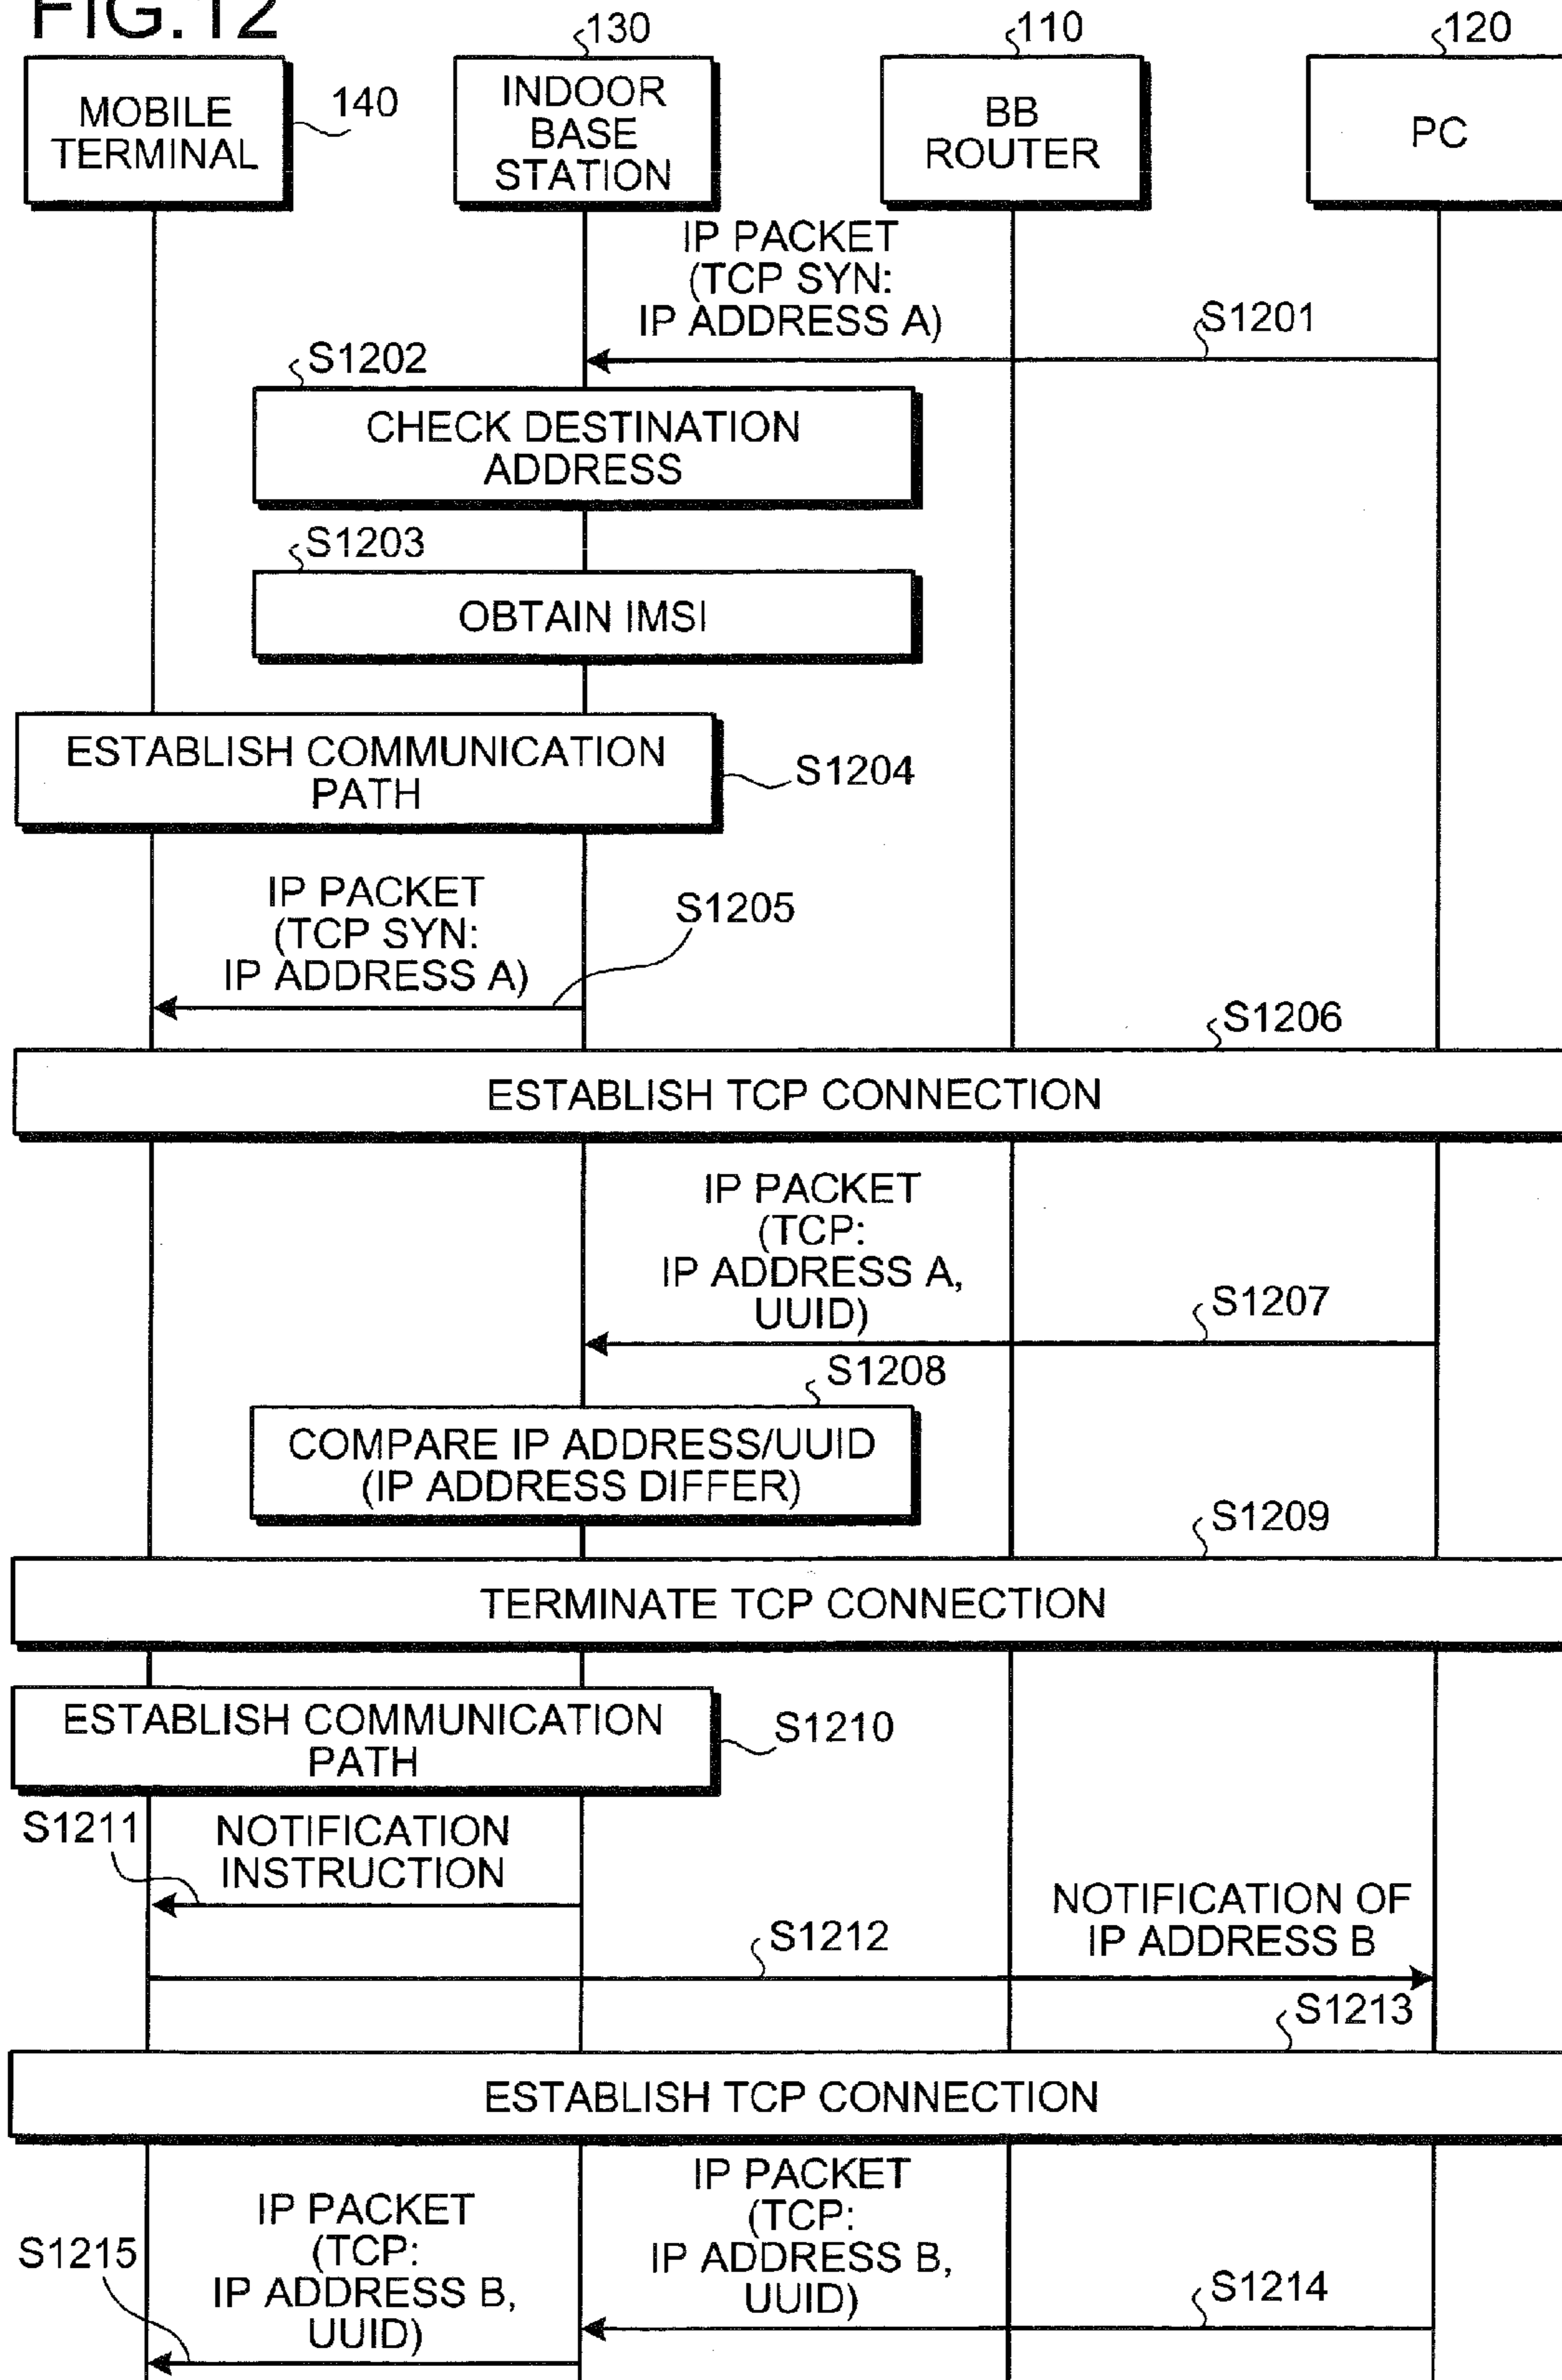 FIG.12
130
110
120
MOBILE
TERMINAL
140
INDOOR
BASE
STATION
BB
ROUTER
PC
IP PACKET
(TCP SYN:
IP ADDRESS A)
S1201
S1202
CHECK DESTINATION
ADDRESS
S1203
OBTAIN IMSI
ESTABLISH COMMUNICATION
PATH
S1204
IP PACKET
(TCP SYN:
IP ADDRESS A)
S1205
S1206
ESTABLISH TCP CONNECTION
IP PACKET
(TCP:
IP ADDRESS A,
UUID)
S1207
S1208
COMPARE IP ADDRESS/UUID
(IP ADDRESS DIFFER)
S1209
TERMINATE TCP CONNECTION
ESTABLISH COMMUNICATION
PATH
S1210
S1211
NOTIFICATION
INSTRUCTION
NOTIFICATION OF
IP ADDRESS B
S1212
S1213
ESTABLISH TCP CONNECTION
IP PACKET
(TCP:
IP ADDRESS B,
UUID)
S1214
IP PACKET
(TCP:
IP ADDRESS B,
UUID)
S1215